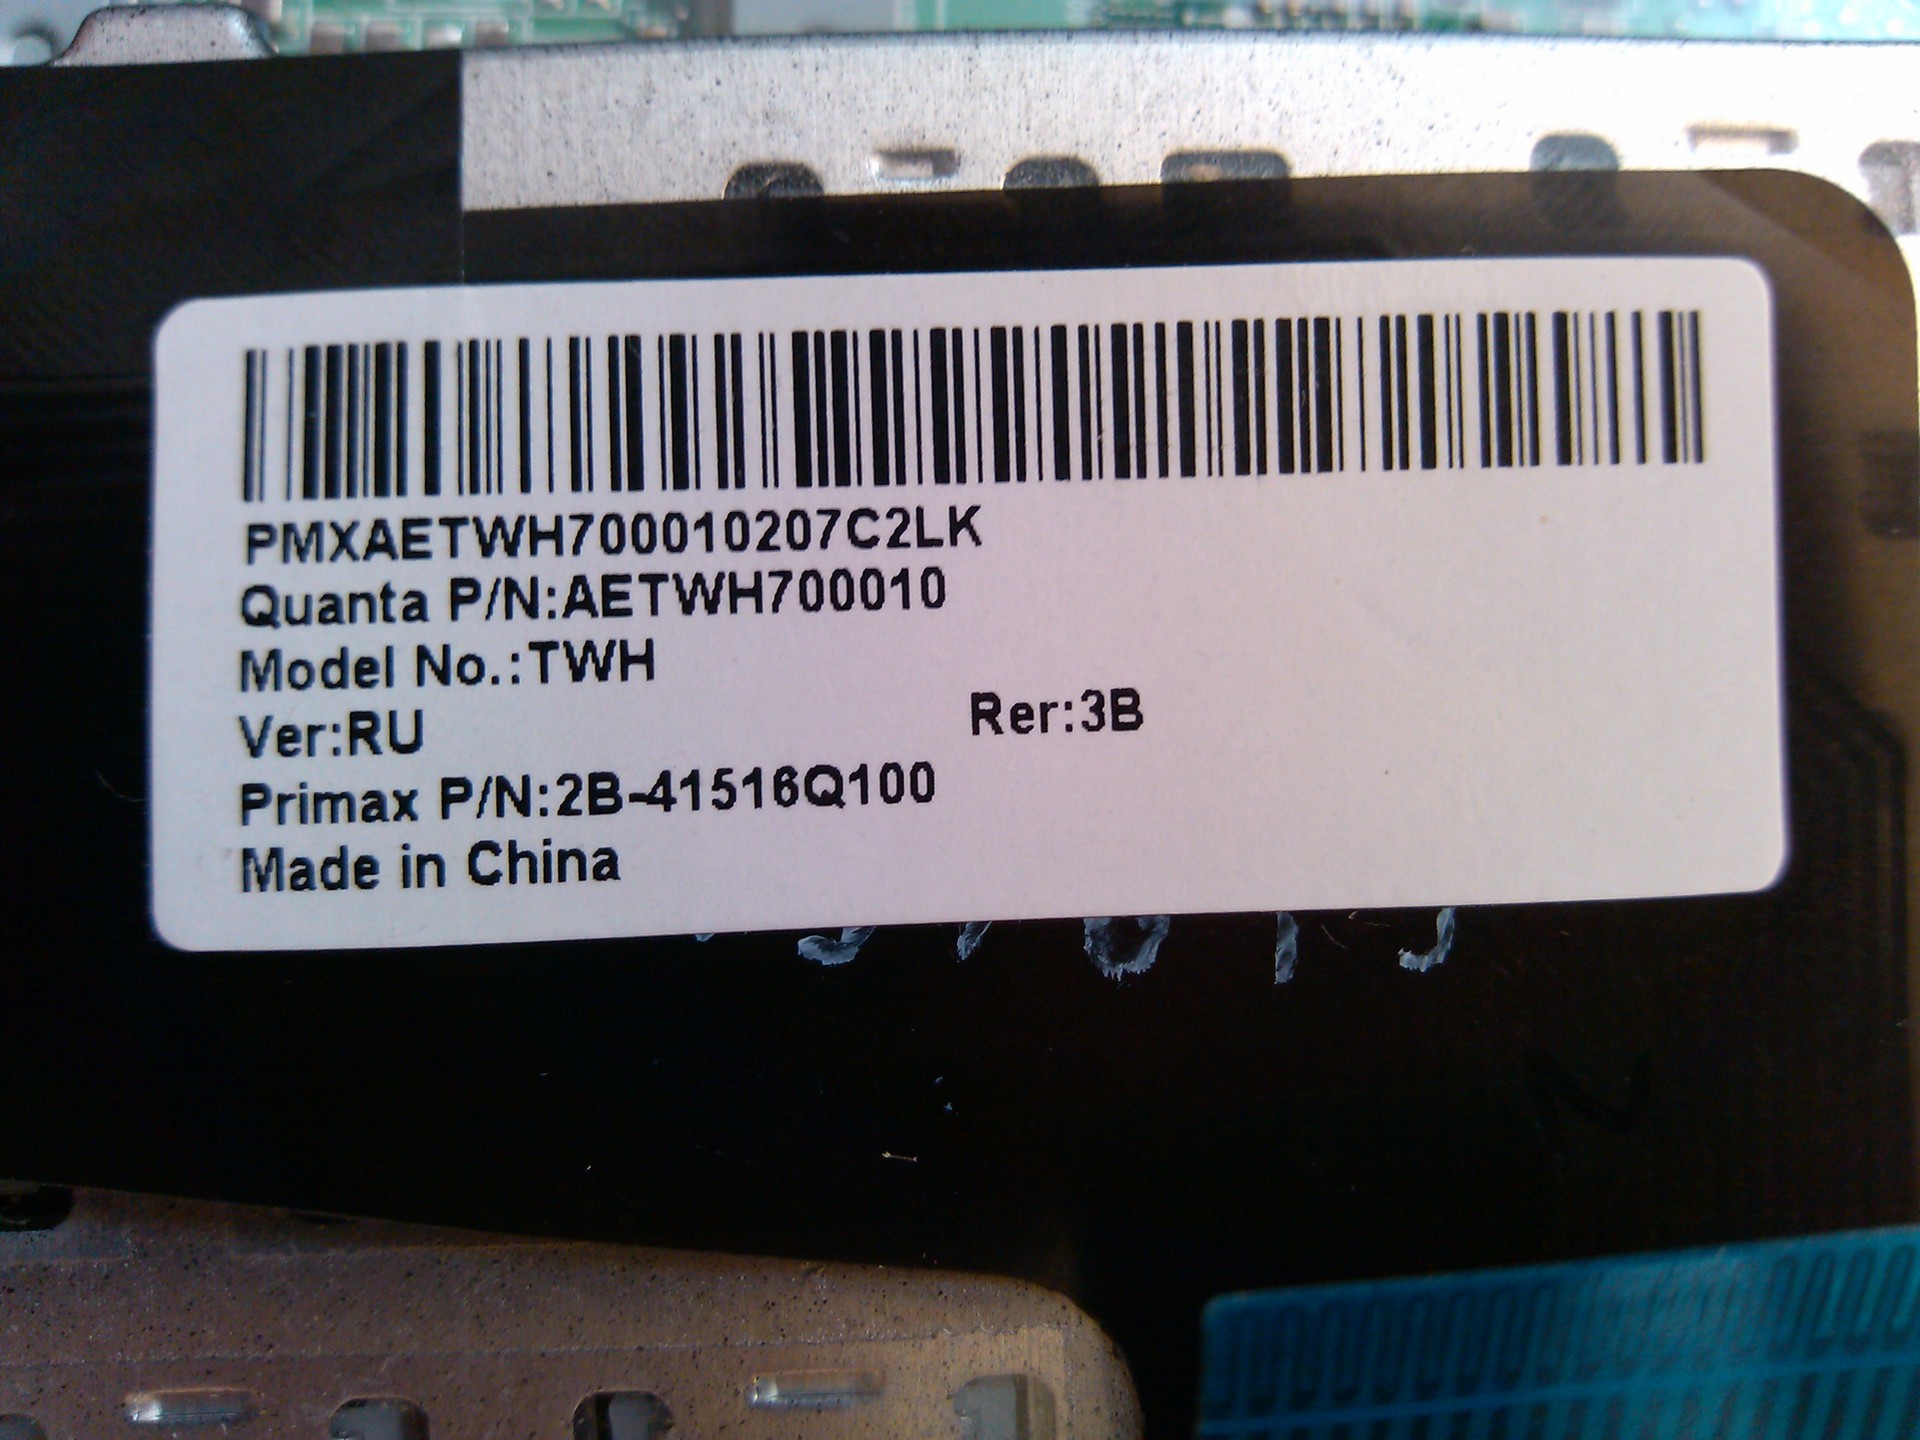 PMXAETWH700010207C2LK
Quanta P/N:AETWH700010
Model No.:TWH
Ver:RU Rer:3B
Primax P/N:2B-41516Q100
Made in China